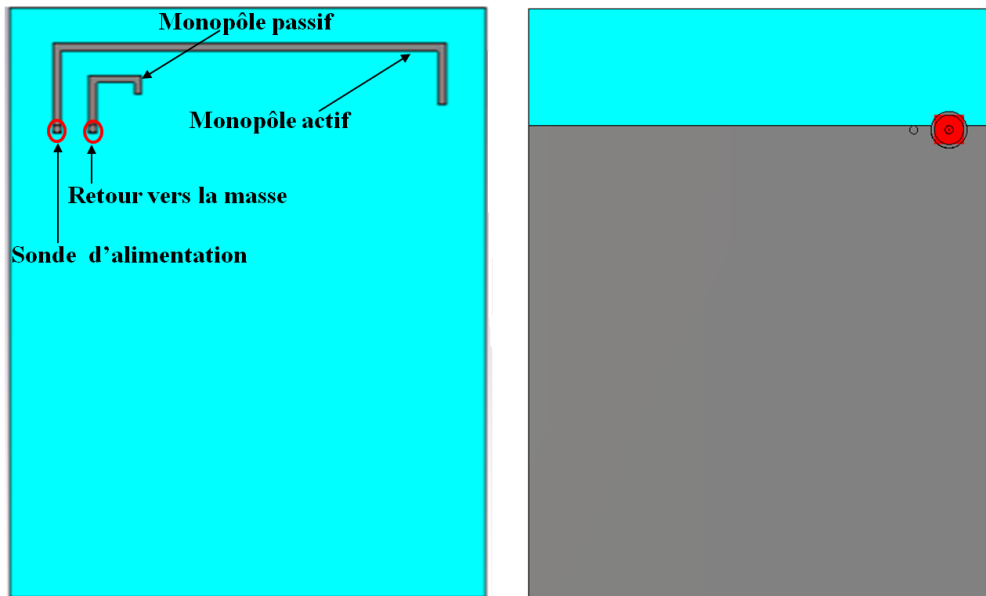 Monopôle passif
Monopôle actif
Retour vers la masse
Sonde d’alimentation